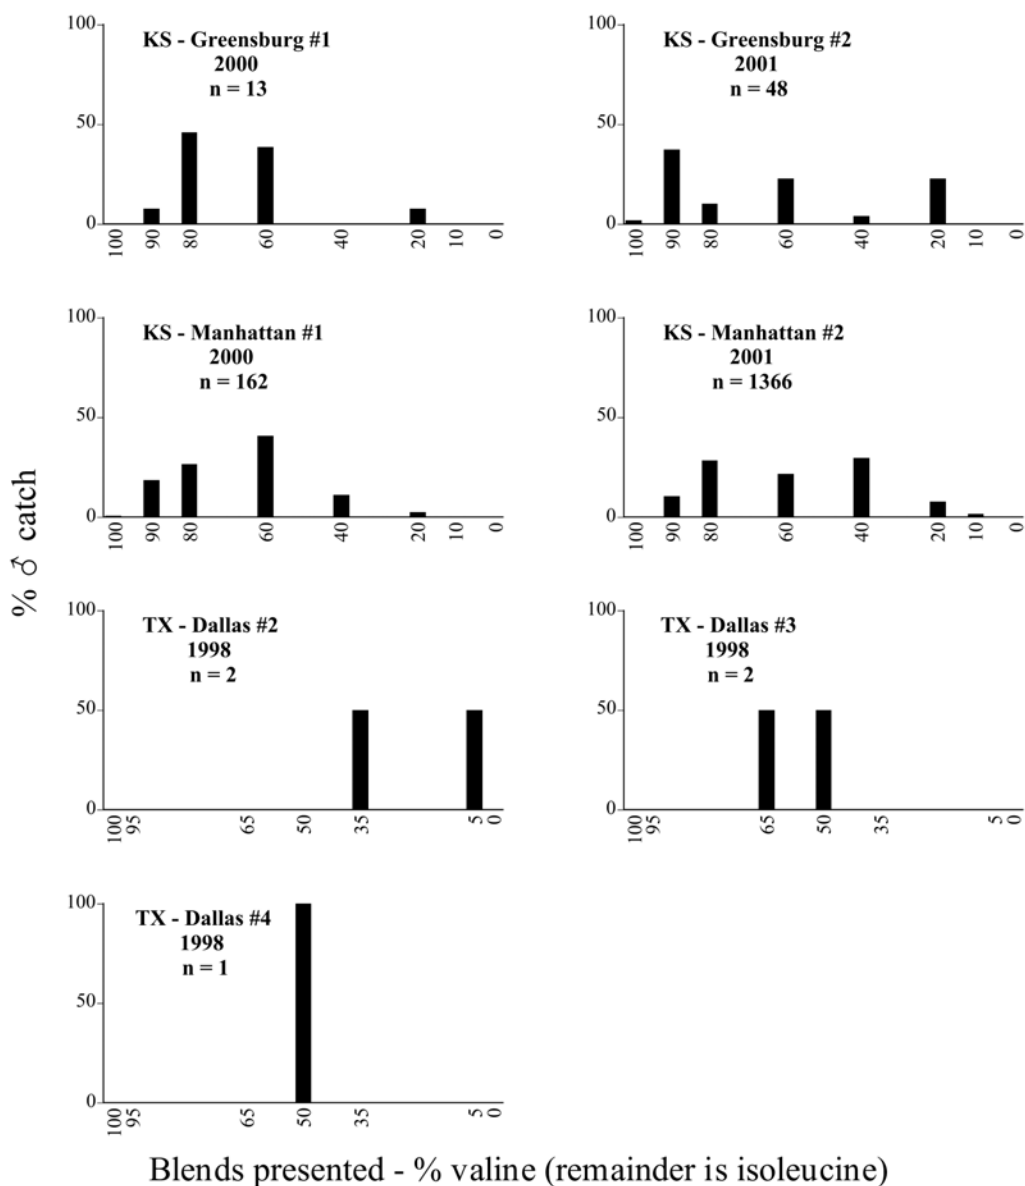 100
50
0
KS - Greensburg #1
2000
n = 13
100 90 80 60 40 20 10 0
100
50
0
KS - Greensburg #2
2001
n = 48
100 90 80 60 40 20 10 0
100
50
0
KS - Manhattan #1
2000
n = 162
100 90 80 60 40 20 10 0
100
50
0
KS - Manhattan #2
2001
n = 1366
100 90 80 60 40 20 10 0
% ♂ catch
100
50
0
TX - Dallas #2
1998
n = 2
100 95 65 50 35 5 0
100
50
0
TX - Dallas #3
1998
n = 2
100 95 65 50 35 5 0
100
50
0
TX - Dallas #4
1998
n = 1
100 95 65 50 35 5 0
Blends presented - % valine (remainder is isoleucine)